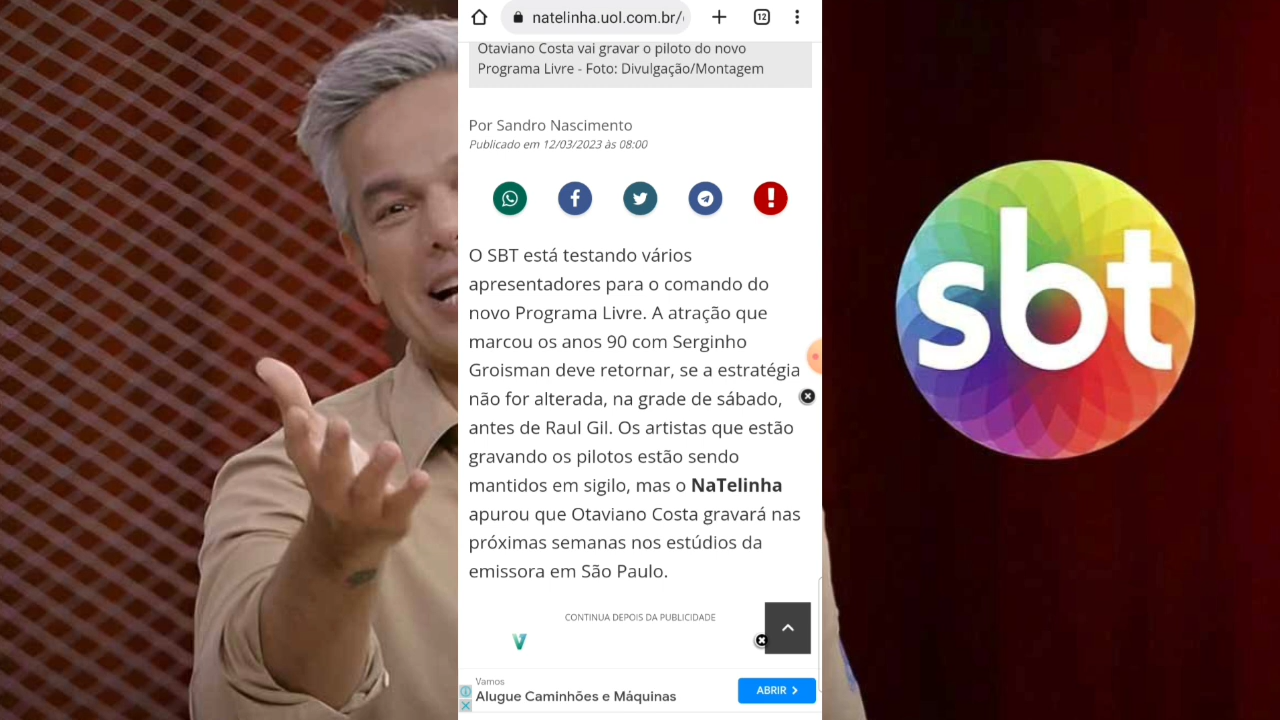 natelinha.uol.com.br/
12
Otaviano Costa vai gravar o piloto do novo
Programa Livre - Foto: Divulgação/Montagem
Por Sandro Nascimento
Publicado em 12/03/2023 às 08:00
O SBT está testando vários
apresentadores para o comando do
novo Programa Livre. A atração que
marcou os anos 90 com Serginho
Groisman deve retornar, se a estratégia
não for alterada, na grade de sábado,
antes de Raul Gil. Os artistas que estão
gravando os pilotos estão sendo
mantidos em sigilo, mas o NaTelinha
apurou que Otaviano Costa gravará nas
próximas semanas nos estúdios da
emissora em São Paulo.
CONTINUA DEPOIS DA PUBLICIDADE
Vamos
Alugue Caminhões e Máquinas
ABRIR
sbt